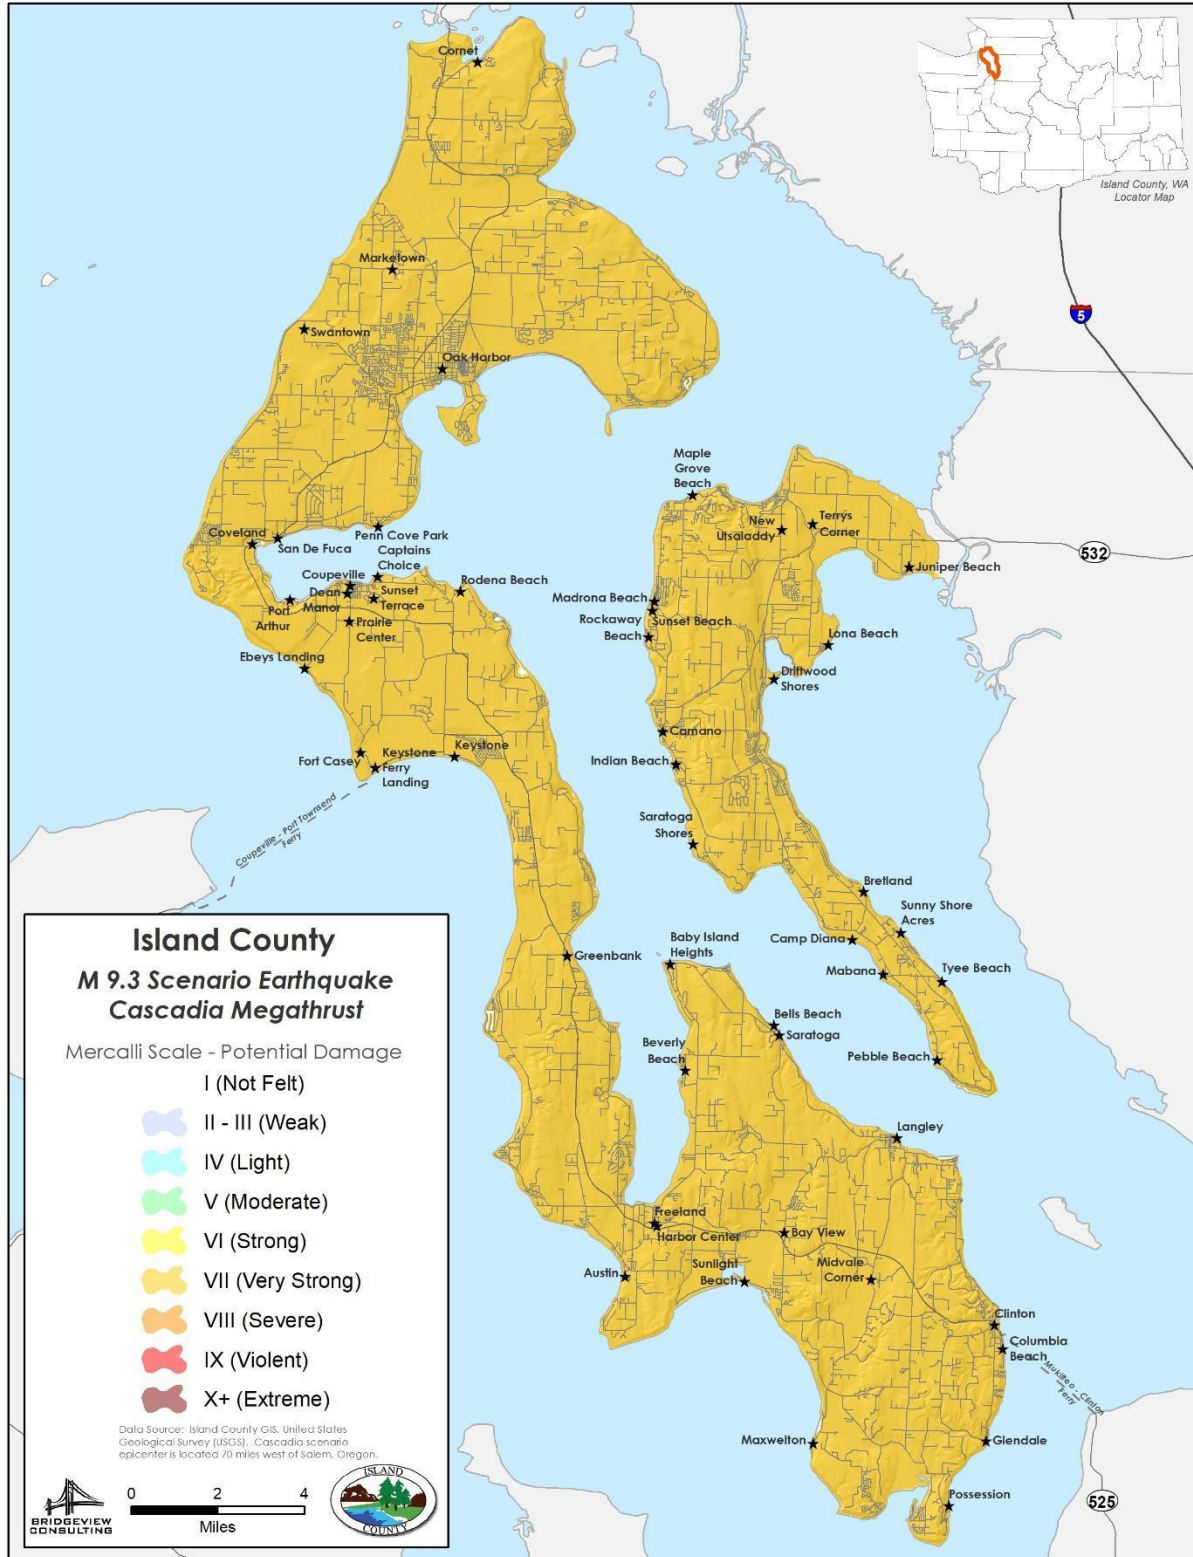 Cornet
Island County, WA
Locator Map
Marketown
5
Swantown
Oak Harbor
Maple
Grove
Beach
New
Utsaladdy
Terrys
Corner
532
Coveland
San De Fuca
Penn Cove Park
Captains
Choice
Coupeville
Dean
Manor
Sunset
Terrace
Rodena Beach
Juniper Beach
Port
Arthur
Prairie
Center
Madrona Beach
Sunset Beach
Rockaway
Beach
Lona Beach
Ebeys Landing
Driftwood
Shores
Camano
Fort Casey
Keystone
Ferry
Landing
Keystone
Indian Beach
Coupeville - Port Townsend
Ferry
Saratoga
Shores
Bretland
Sunny Shore
Acres
Camp Diana
Baby Island
Heights
Greenbank
Mabana
Tyee Beach
Bells Beach
Saratoga
Beverly
Beach
Pebble Beach
Langley
Freeland
Harbor Center
Bay View
Austin
Sunlight
Beach
Midvale
Corner
Clinton
Columbia
Beach
Mukilteo - Clinton
Ferry
Maxwelton
Glendale
Possession
525
Island County
M 9.3 Scenario Earthquake
Cascadia Megathrust
Mercalli Scale - Potential Damage
I (Not Felt)
II - III (Weak)
IV (Light)
V (Moderate)
VI (Strong)
VII (Very Strong)
VIII (Severe)
IX (Violent)
X+ (Extreme)
Data Source: Island County GIS, United States
Geological Survey (USGS). Cascadia scenario
epicenter is located 70 miles west of Salem, Oregon.
BRIDGEVIEW
CONSULTING
0 2 4
Miles
ISLAND
COUNTY